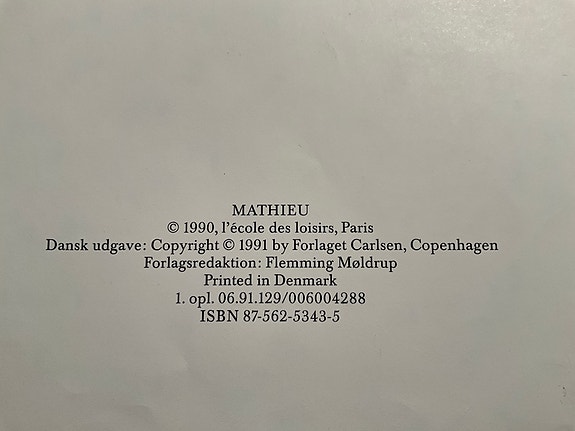 MATHIEU
© 1990, l'école des loisirs, Paris
Dansk udgave: Copyright © 1991 by Forlaget Carlsen, Copenhagen
Forlagsredaktion: Flemming Møldrup
Printed in Denmark
1. opl. 06.91.129/006004288
ISBN 87-562-5343-5